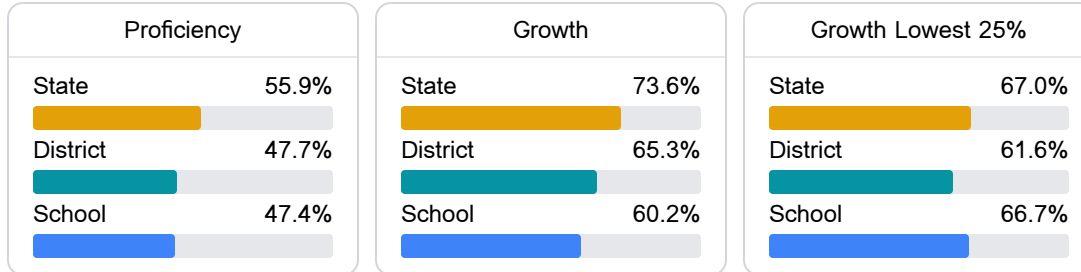 Proficiency
State 55.9%
District 47.7%
School 47.4%
Growth
State 73.6%
District 65.3%
School 60.2%
Growth Lowest 25%
State 67.0%
District 61.6%
School 66.7%